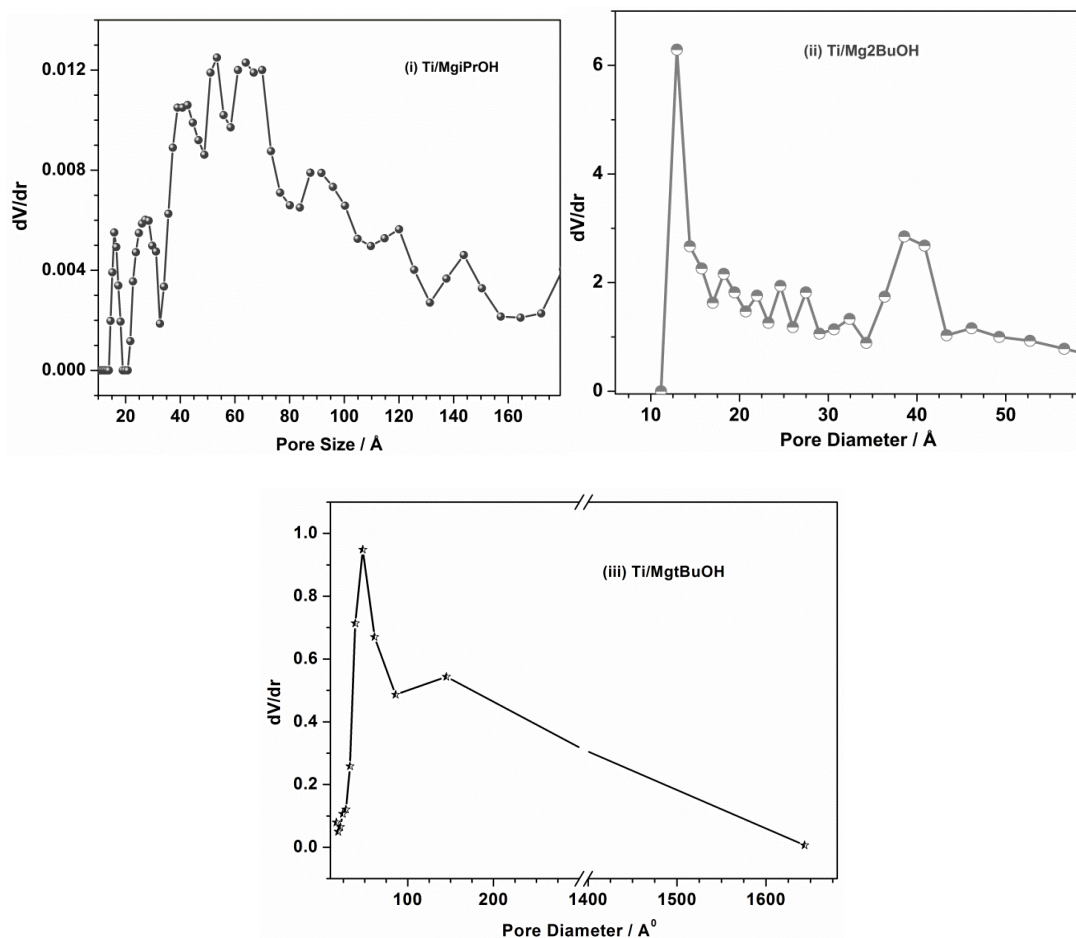 (i) Ti/MgiPrOH
dV/dr
0.012
0.008
0.004
0.000
20 40 60 80 100 120 140 160
Pore Size / Å
(ii) Ti/Mg2BuOH
dV/dr
6
4
2
0
10 20 30 40 50
Pore Diameter / Å
(iii) Ti/MgtBuOH
dV/dr
1.0
0.8
0.6
0.4
0.2
0.0
100 200 1400 1500 1600
Pore Diameter / A⁰